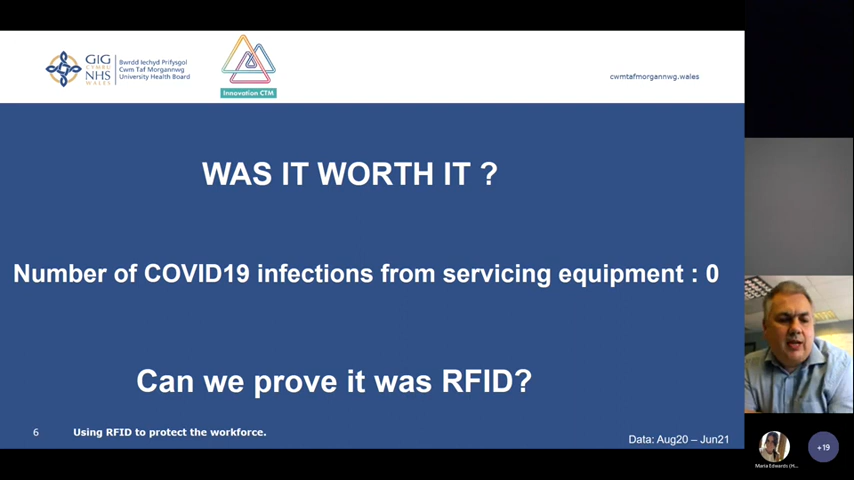 GIG
CYMRU
NHS
WALES
Bwrdd Iechyd Prifysgol
Cwm Taf Morgannwg
University Health Board
Innovation CTM
cwmtafmorgannwg.wales
WAS IT WORTH IT ?
Number of COVID19 infections from servicing equipment : 0
Can we prove it was RFID?
6
Using RFID to protect the workforce.
Data: Aug20 – Jun21
Maria Edwards (H...
+19